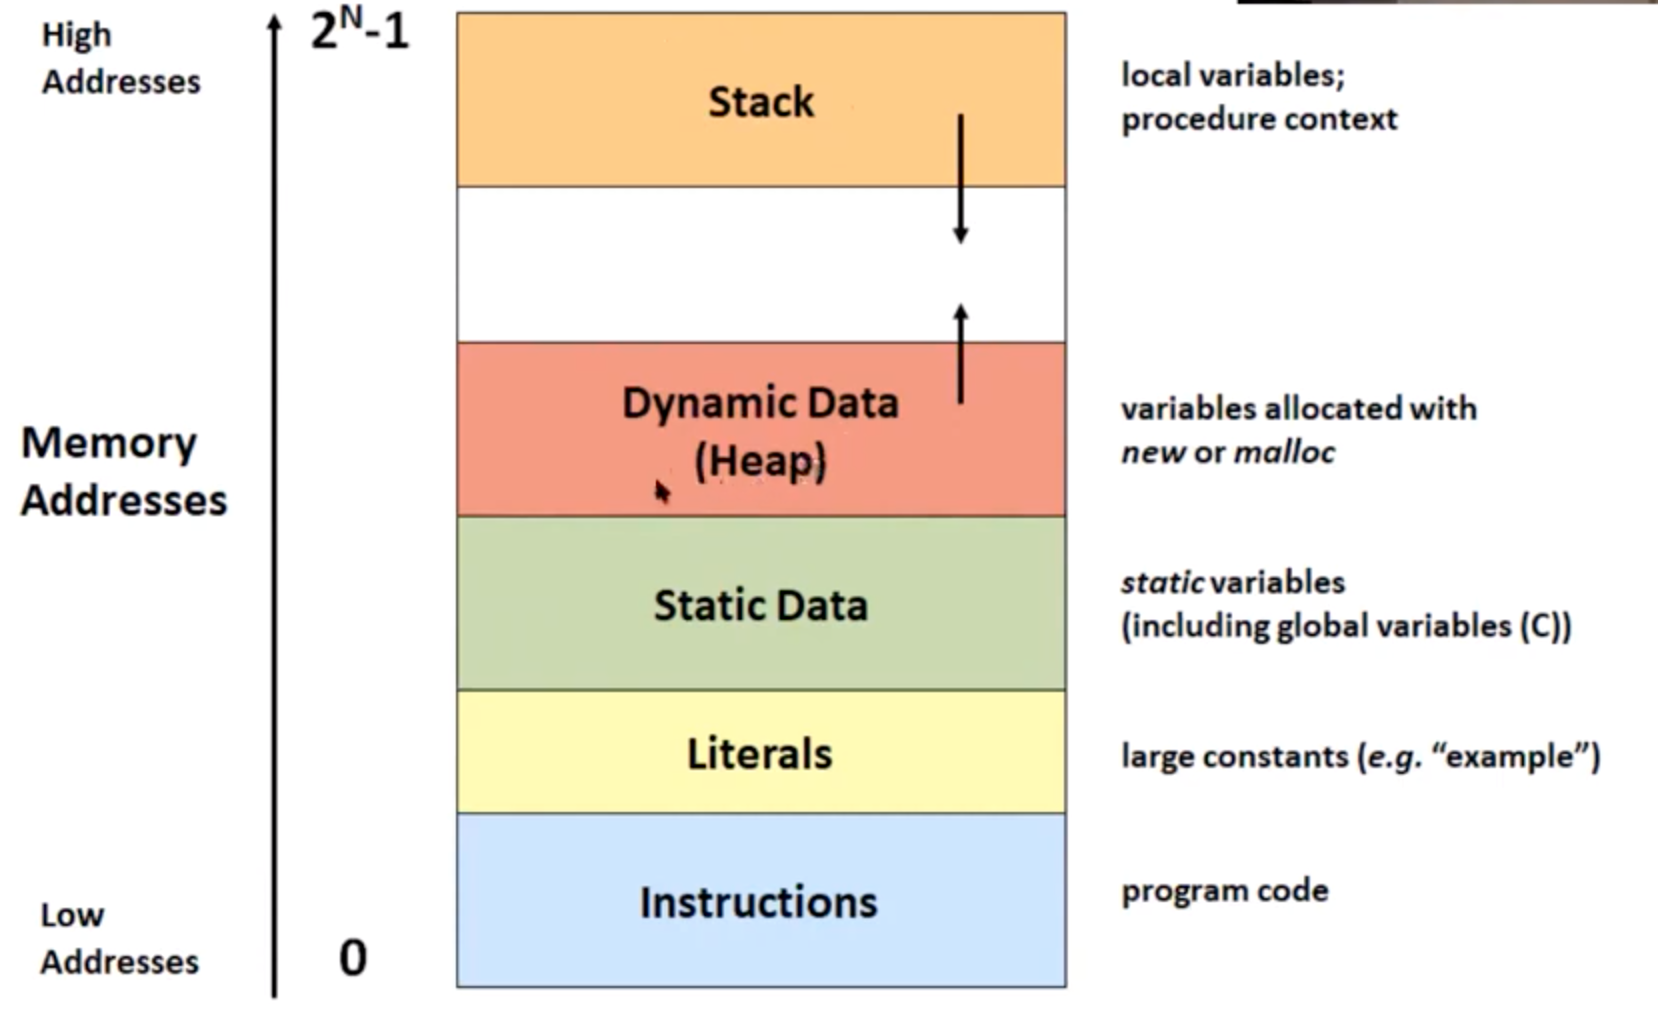 High
Addresses
2ᴺ-1
Stack
local variables;
procedure context
Memory
Addresses
Dynamic Data
(Heap)
variables allocated with
new or malloc
Static Data
static variables
(including global variables (C))
Literals
large constants (e.g. “example”)
Instructions
program code
Low
Addresses
0